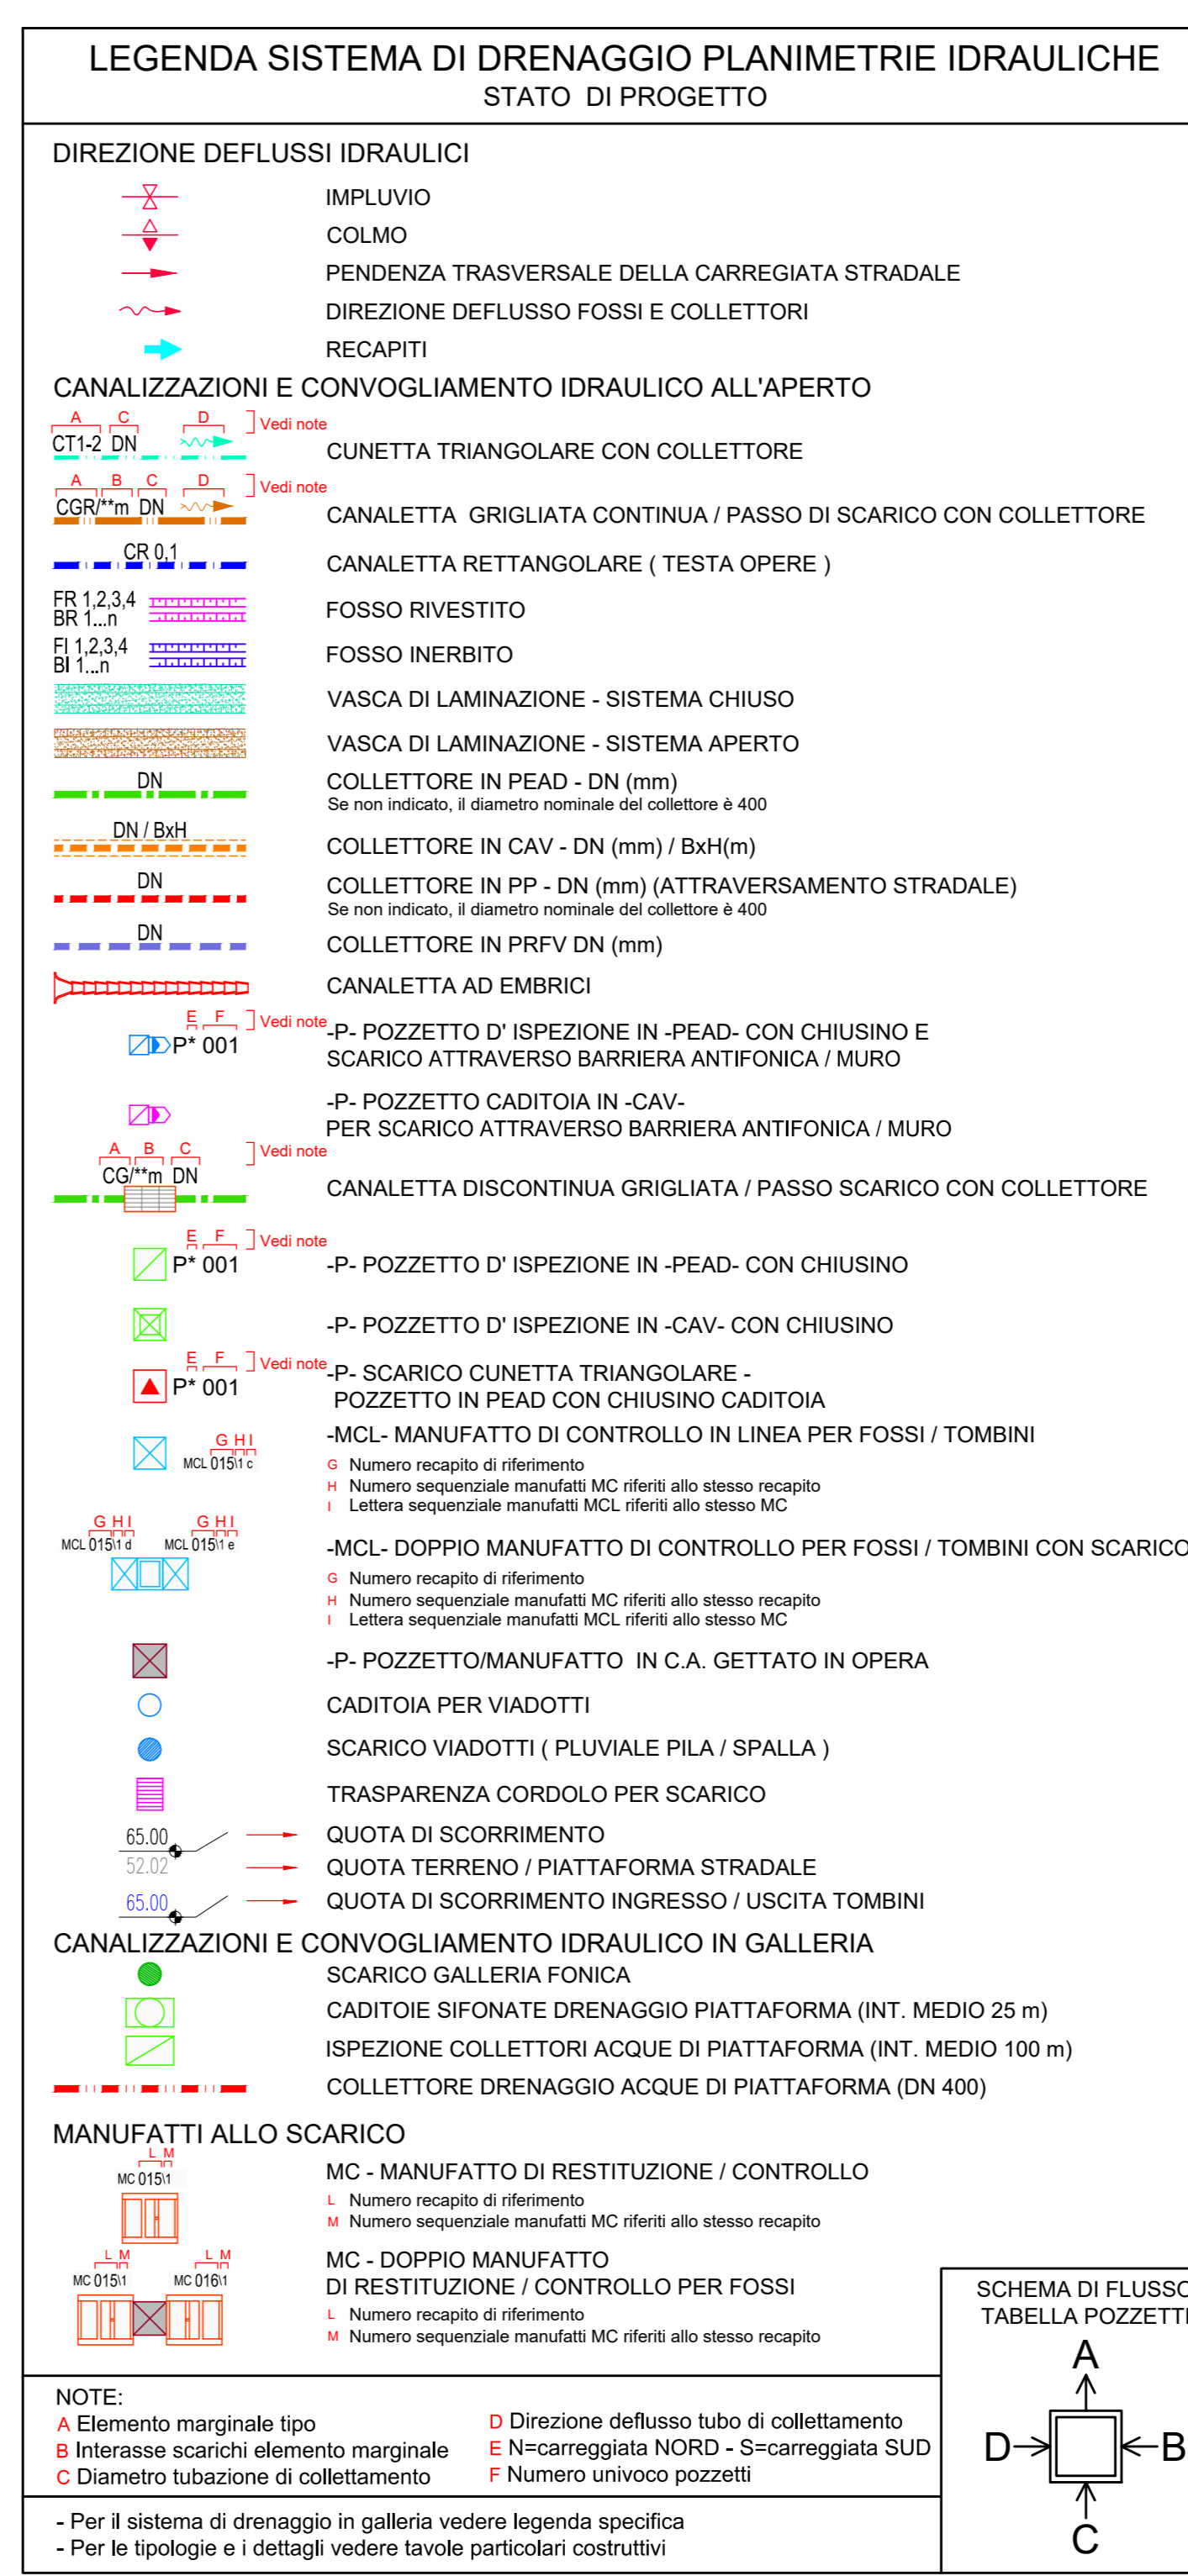 LEGENDA SISTEMA DI DRENAGGIO PLANIMETRIE IDRAULICHE
STATO DI PROGETTO
DIREZIONE DEFLUSSI IDRAULICI
IMPLUVIO
COLMO
PENDENZA TRASVERSALE DELLA CARREGIATA STRADALE
DIREZIONE DEFLUSSO FOSSI E COLLETTORI
RECAPITI
CANALIZZAZIONI E CONVOGLIAMENTO IDRAULICO ALL'APERTO
A C D Vedi note
CT1-2 DN
CUNETTA TRIANGOLARE CON COLLETTORE
A B C D Vedi note
CGR/**m DN
CANALETTA GRIGLIATA CONTINUA / PASSO DI SCARICO CON COLLETTORE
CR 0,1
CANALETTA RETTANGOLARE ( TESTA OPERE )
FR 1,2,3,4
BR 1...n
FOSSO RIVESTITO
FI 1,2,3,4
BI 1...n
FOSSO INERBITO
VASCA DI LAMINAZIONE - SISTEMA CHIUSO
VASCA DI LAMINAZIONE - SISTEMA APERTO
DN
COLLETTORE IN PEAD - DN (mm)
Se non indicato, il diametro nominale del collettore è 400
DN / BxH
COLLETTORE IN CAV - DN (mm) / BxH(m)
DN
COLLETTORE IN PP - DN (mm) (ATTRAVERSAMENTO STRADALE)
Se non indicato, il diametro nominale del collettore è 400
DN
COLLETTORE IN PRFV DN (mm)
CANALETTA AD EMBRICI
E F Vedi note
P* 001
-P- POZZETTO D' ISPEZIONE IN -PEAD- CON CHIUSINO E
SCARICO ATTRAVERSO BARRIERA ANTIFONICA / MURO
-P- POZZETTO CADITOIA IN -CAV-
PER SCARICO ATTRAVERSO BARRIERA ANTIFONICA / MURO
A B C Vedi note
CG/**m DN
CANALETTA DISCONTINUA GRIGLIATA / PASSO SCARICO CON COLLETTORE
E F Vedi note
P* 001
-P- POZZETTO D' ISPEZIONE IN -PEAD- CON CHIUSINO
-P- POZZETTO D' ISPEZIONE IN -CAV- CON CHIUSINO
E F Vedi note
P* 001
-P- SCARICO CUNETTA TRIANGOLARE -
POZZETTO IN PEAD CON CHIUSINO CADITOIA
G H I
MCL 015\1 c
-MCL- MANUFATTO DI CONTROLLO IN LINEA PER FOSSI / TOMBINI
G Numero recapito di riferimento
H Numero sequenziale manufatti MC riferiti allo stesso recapito
I Lettera sequenziale manufatti MCL riferiti allo stesso MC
G H I G H I
MCL 015\1 d MCL 015\1 e
-MCL- DOPPIO MANUFATTO DI CONTROLLO PER FOSSI / TOMBINI CON SCARICO
G Numero recapito di riferimento
H Numero sequenziale manufatti MC riferiti allo stesso recapito
I Lettera sequenziale manufatti MCL riferiti allo stesso MC
-P- POZZETTO/MANUFATTO IN C.A. GETTATO IN OPERA
CADITOIA PER VIADOTTI
SCARICO VIADOTTI ( PLUVIALE PILA / SPALLA )
TRASPARENZA CORDOLO PER SCARICO
65.00
QUOTA DI SCORRIMENTO
52.02
QUOTA TERRENO / PIATTAFORMA STRADALE
65.00
QUOTA DI SCORRIMENTO INGRESSO / USCITA TOMBINI
CANALIZZAZIONI E CONVOGLIAMENTO IDRAULICO IN GALLERIA
SCARICO GALLERIA FONICA
CADITOIE SIFONATE DRENAGGIO PIATTAFORMA (INT. MEDIO 25 m)
ISPEZIONE COLLETTORI ACQUE DI PIATTAFORMA (INT. MEDIO 100 m)
COLLETTORE DRENAGGIO ACQUE DI PIATTAFORMA (DN 400)
MANUFATTI ALLO SCARICO
L M
MC 015\1
MC - MANUFATTO DI RESTITUZIONE / CONTROLLO
L Numero recapito di riferimento
M Numero sequenziale manufatti MC riferiti allo stesso recapito
L M L M
MC 015\1 MC 016\1
MC - DOPPIO MANUFATTO
DI RESTITUZIONE / CONTROLLO PER FOSSI
L Numero recapito di riferimento
M Numero sequenziale manufatti MC riferiti allo stesso recapito
SCHEMA DI FLUSSO
TABELLA POZZETTI
A
D B
C
NOTE:
A Elemento marginale tipo
B Interasse scarichi elemento marginale
C Diametro tubazione di collettamento
D Direzione deflusso tubo di collettamento
E N=carreggiata NORD - S=carreggiata SUD
F Numero univoco pozzetti
- Per il sistema di drenaggio in galleria vedere legenda specifica
- Per le tipologie e i dettagli vedere tavole particolari costruttivi